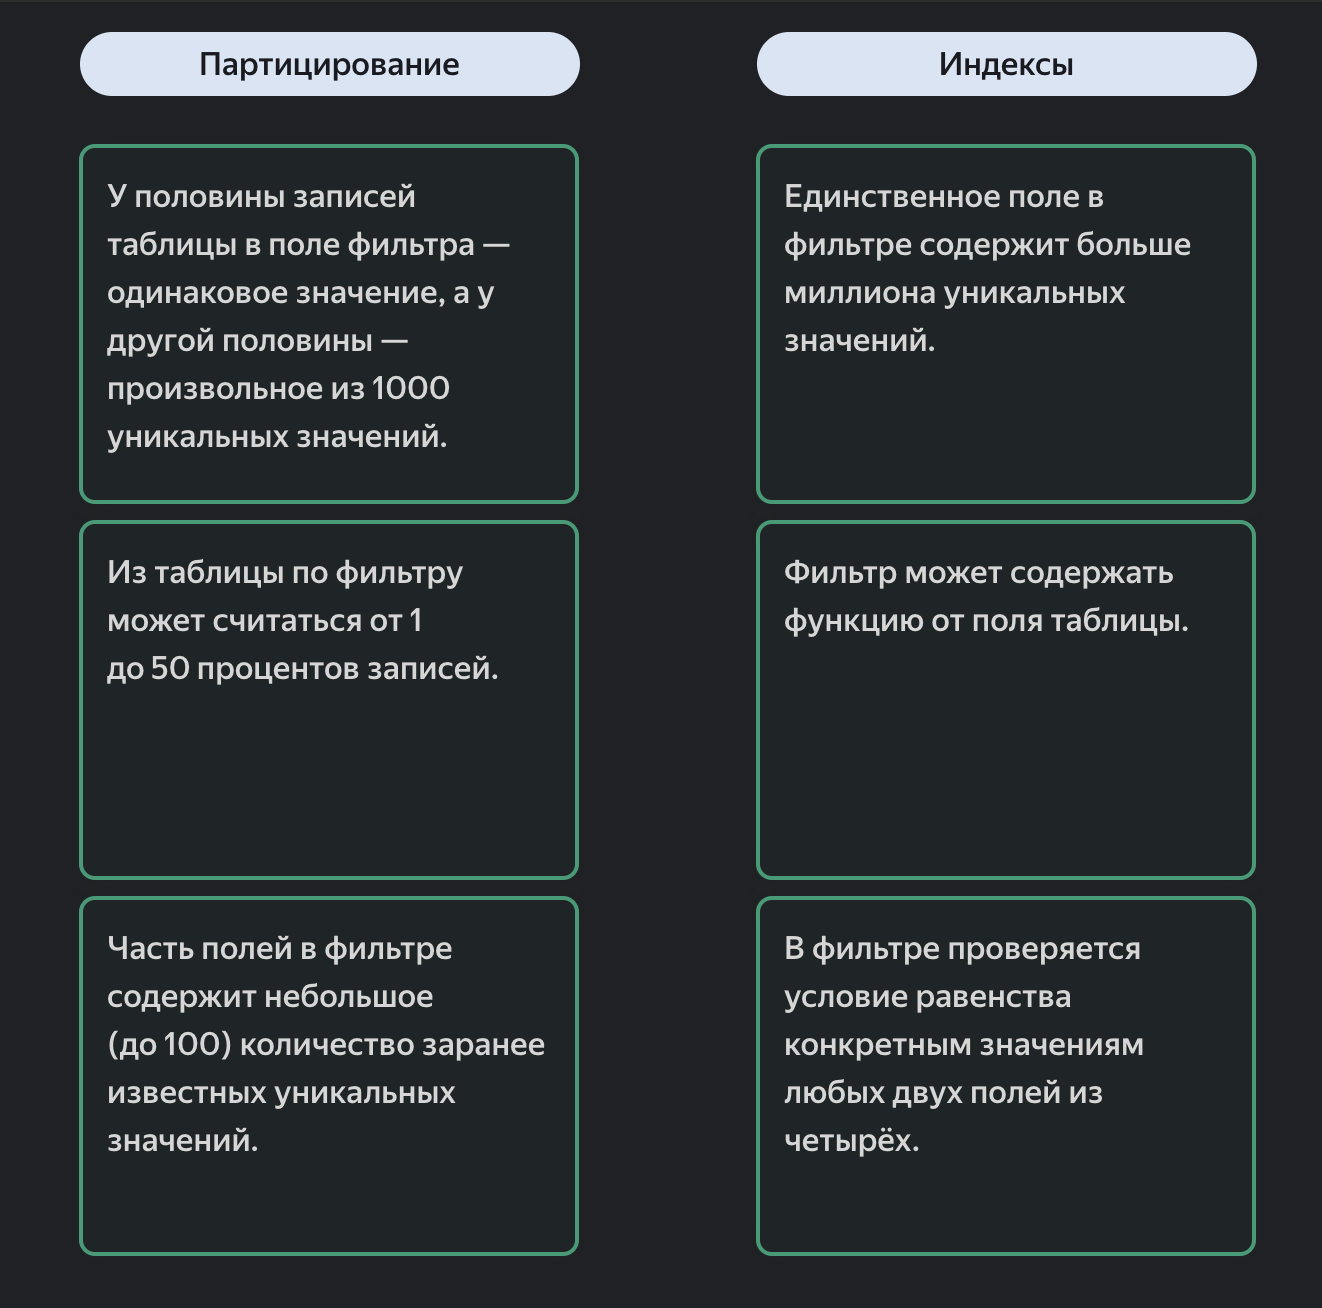 Партицирование
У половины записей
таблицы в поле фильтра —
одинаковое значение, а у
другой половины —
произвольное из 1000
уникальных значений.
Из таблицы по фильтру
может считаться от 1
до 50 процентов записей.
Часть полей в фильтре
содержит небольшое
(до 100) количество заранее
известных уникальных
значений.
Индексы
Единственное поле в
фильтре содержит больше
миллиона уникальных
значений.
Фильтр может содержать
функцию от поля таблицы.
В фильтре проверяется
условие равенства
конкретным значениям
любых двух полей из
четырёх.